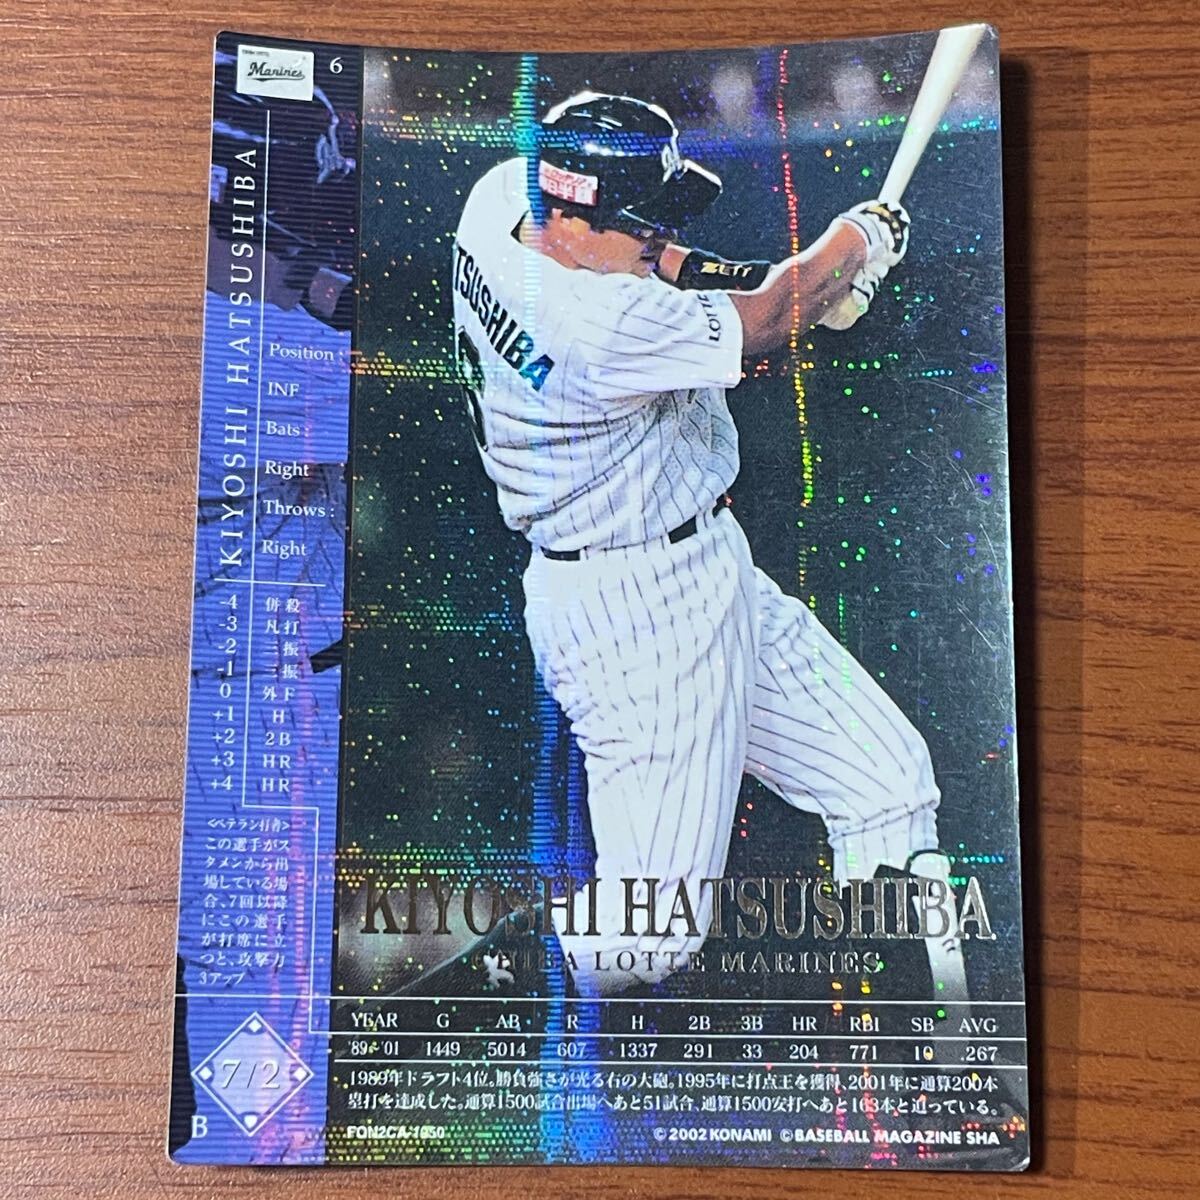 Marines
6
KIYOSHI HATSUSHIBA
Position :
INF
Bats :
Right
Throws :
Right
-4 併殺
-3 凡打
-2 三振
-1 三振
0 外F
+1 H
+2 2B
+3 HR
+4 HR
<ベテラン打者>
この選手がス
タメンから出
場している場
合、7回以降
にこの選手
が打席に立
つと、攻撃力
3アップ
7/2
B
ZETT
LOTTE
TSUSHIBA
KIYOSHI HATSUSHIBA
CHIBA LOTTE MARINES
YEAR G AB R H 2B 3B HR RBI SB AVG
'89~'01 1449 5014 607 1337 291 33 204 771 10 .267
1989年ドラフト4位。勝負強さが光る右の大砲。1995年に打点王を獲得、2001年に通算200本
塁打を達成した。通算1500試合出場へあと51試合、通算1500安打へあと163本と迫っている。
FON2CA-1050
©2002 KONAMI ©BASEBALL MAGAZINE SHA